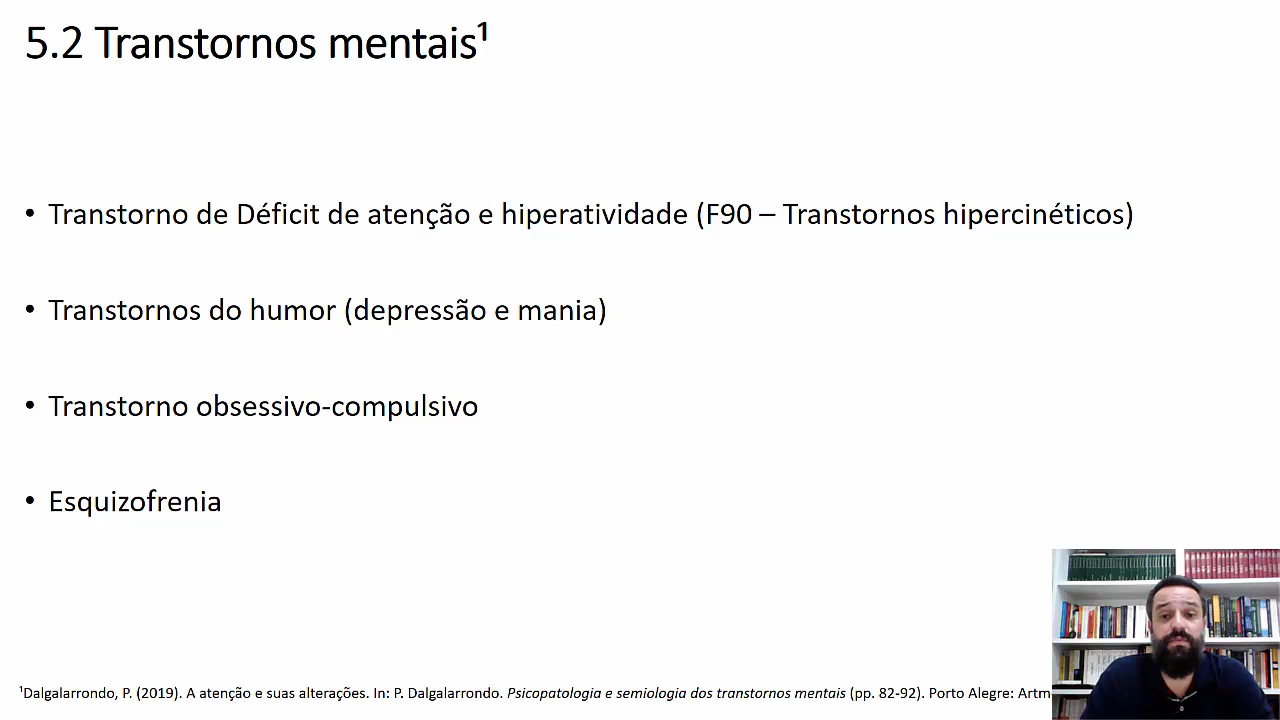 5.2 Transtornos mentais¹
• Transtorno de Déficit de atenção e hiperatividade (F90 – Transtornos hipercinéticos)
• Transtornos do humor (depressão e mania)
• Transtorno obsessivo-compulsivo
• Esquizofrenia
¹Dalgalarrondo, P. (2019). A atenção e suas alterações. In: P. Dalgalarrondo. Psicopatologia e semiologia dos transtornos mentais (pp. 82-92). Porto Alegre: Artm